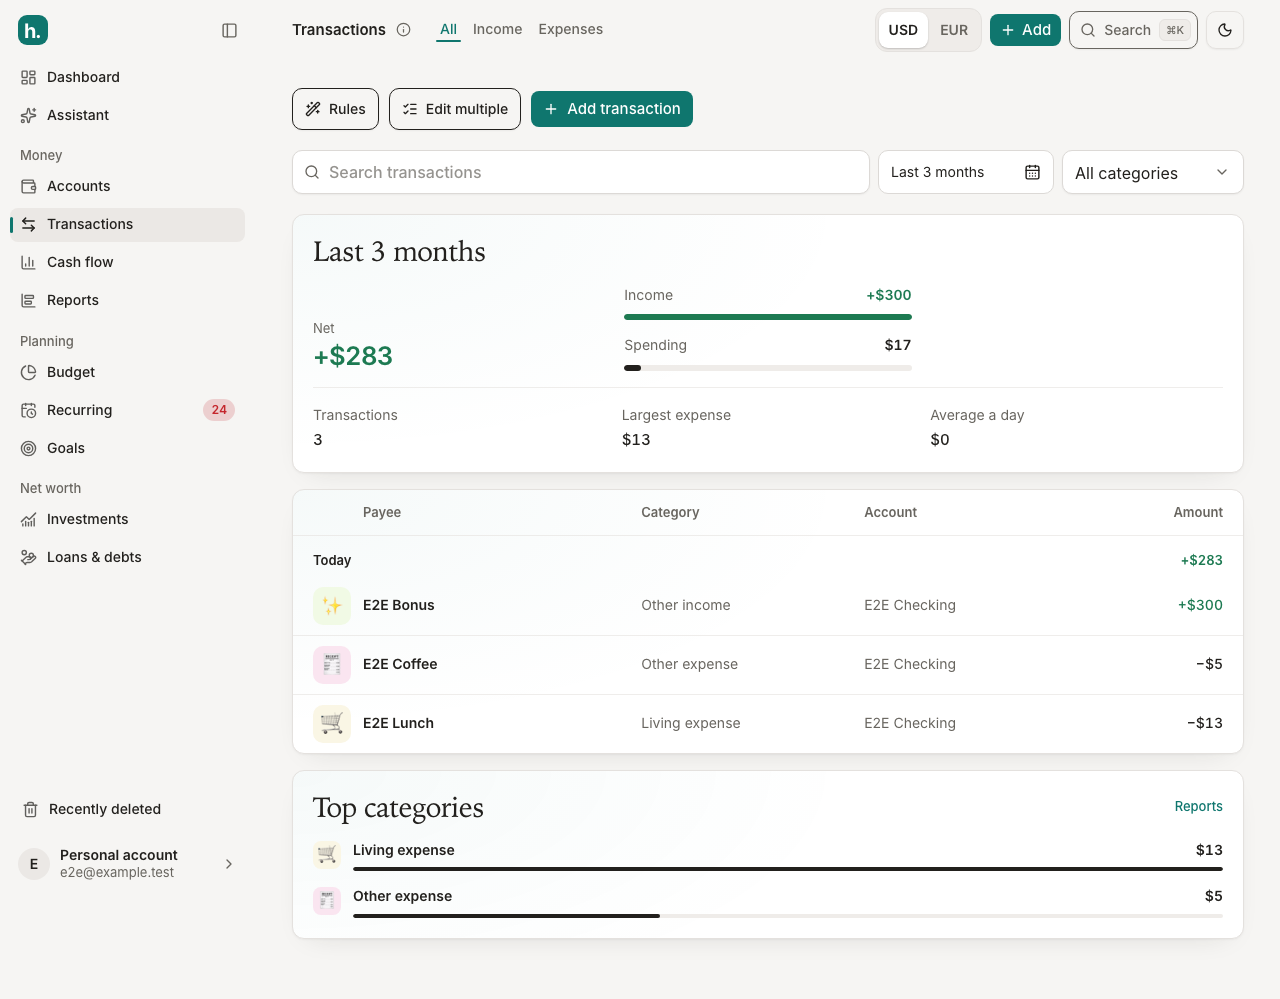 h.
Transactions
All
Income
Expenses
USD
EUR
Add
Search
⌘K
Dashboard
Assistant
Money
Accounts
Transactions
Cash flow
Reports
Planning
Budget
Recurring
24
Goals
Net worth
Investments
Loans & debts
Recently deleted
E
Personal account
e2e@example.test
Rules
Edit multiple
Add transaction
Search transactions
Last 3 months
All categories
Last 3 months
Net
+$283
Income
+$300
Spending
$17
Transactions
3
Largest expense
$13
Average a day
$0
Payee Category Account Amount
Today +$283
E2E Bonus Other income E2E Checking +$300
E2E Coffee Other expense E2E Checking −$5
E2E Lunch Living expense E2E Checking −$13
Top categories
Reports
Living expense $13
Other expense $5